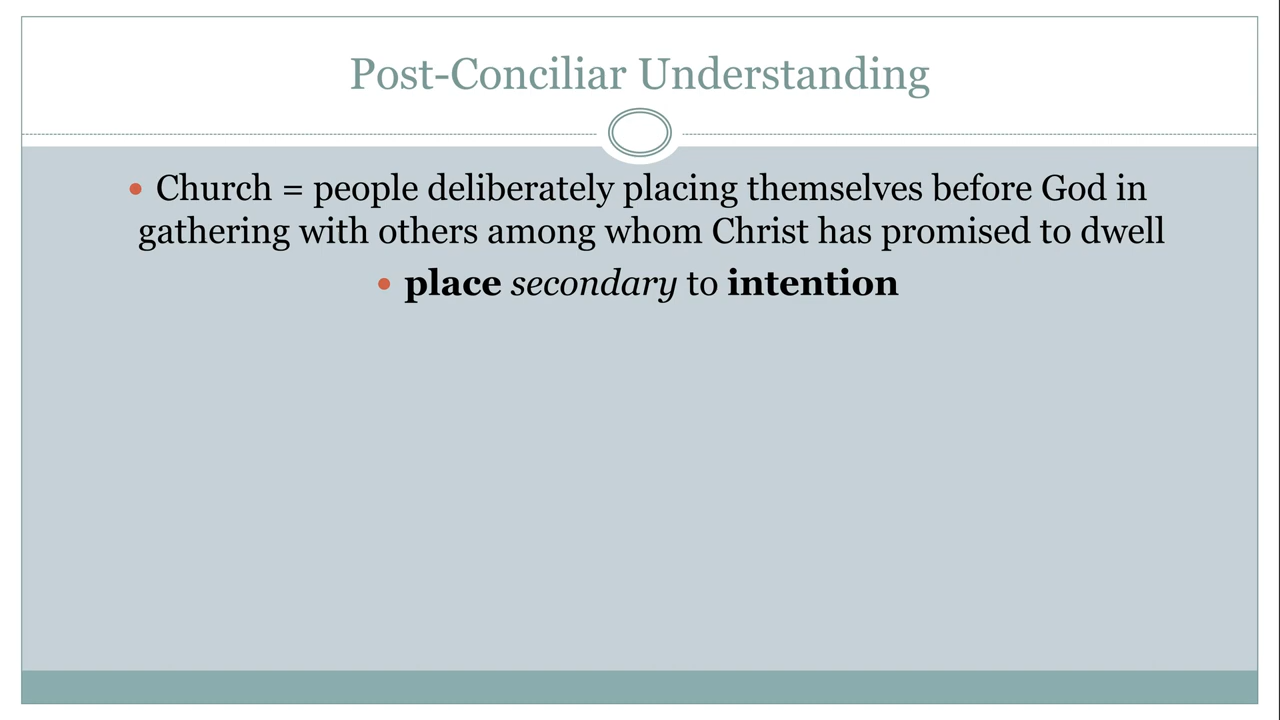 Post-Conciliar Understanding
• Church = people deliberately placing themselves before God in
gathering with others among whom Christ has promised to dwell
• place secondary to intention